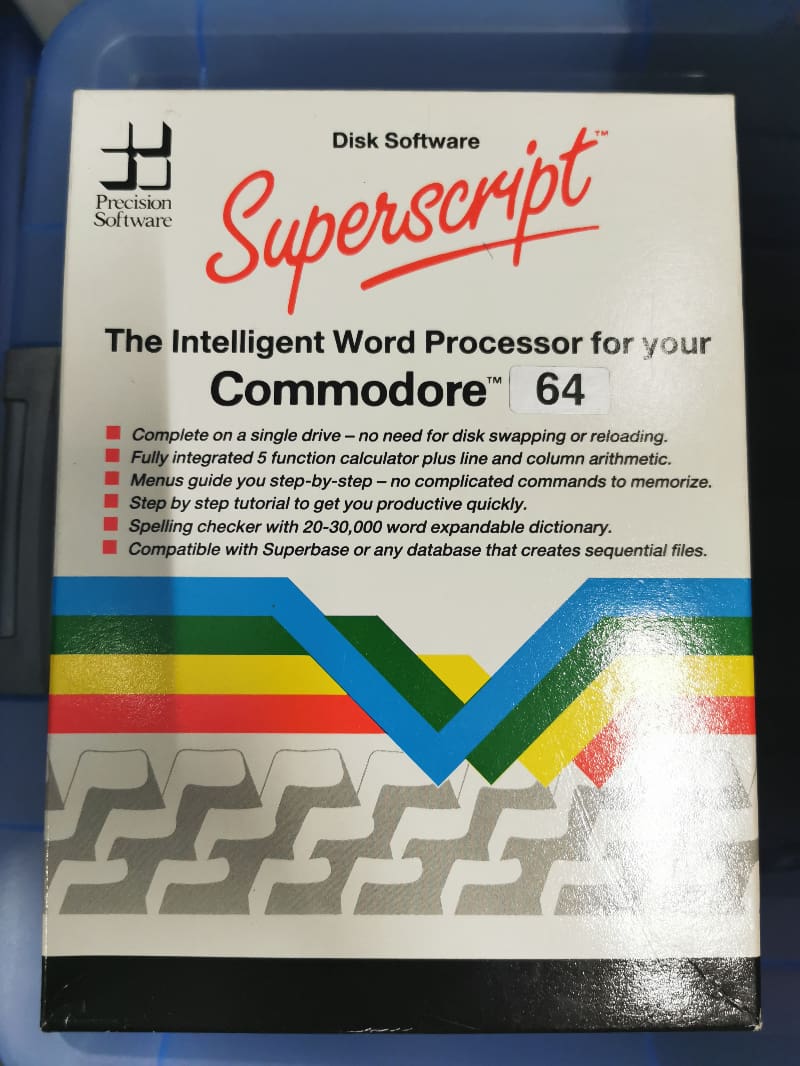 Disk Software
Precision
Software
Superscript™
The Intelligent Word Processor for your
Commodore™ 64
Complete on a single drive – no need for disk swapping or reloading.
Fully integrated 5 function calculator plus line and column arithmetic.
Menus guide you step-by-step – no complicated commands to memorize.
Step by step tutorial to get you productive quickly.
Spelling checker with 20-30,000 word expandable dictionary.
Compatible with Superbase or any database that creates sequential files.